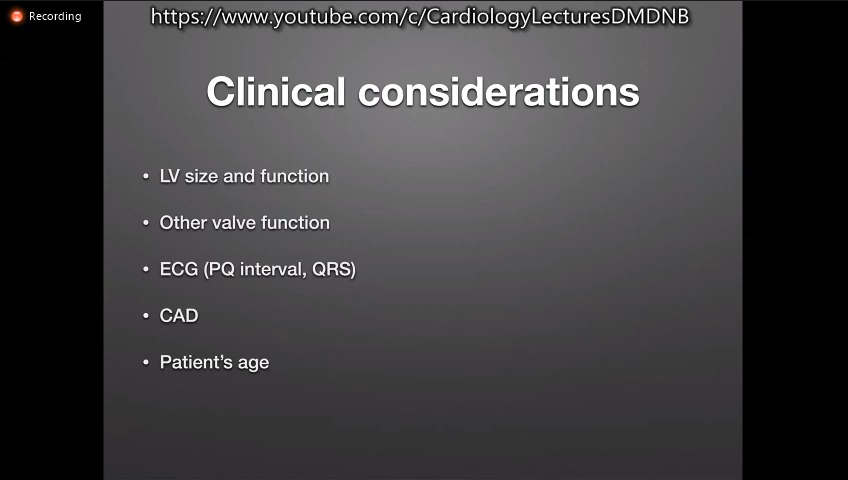 Recording
https://www.youtube.com/c/CardiologyLecturesDMDNB
Clinical considerations
• LV size and function
• Other valve function
• ECG (PQ interval, QRS)
• CAD
• Patient’s age